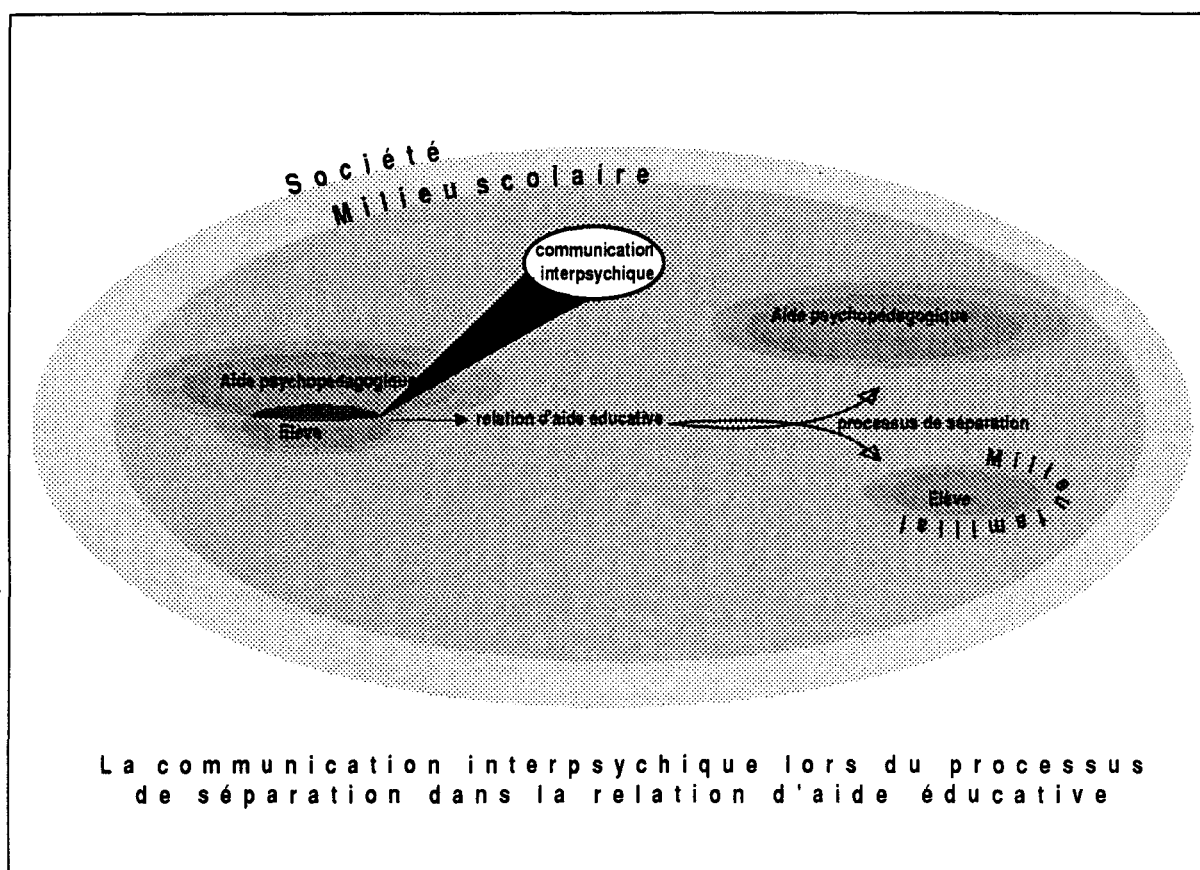 Société
Milieu scolaire
communication
interpsychique
Aide psychopédagogique
Aide psychopédagogique
Elève
relation d'aide éducative
processus de séparation
Elève
Milieu familial
La communication interpsychique lors du processus
de séparation dans la relation d'aide éducative